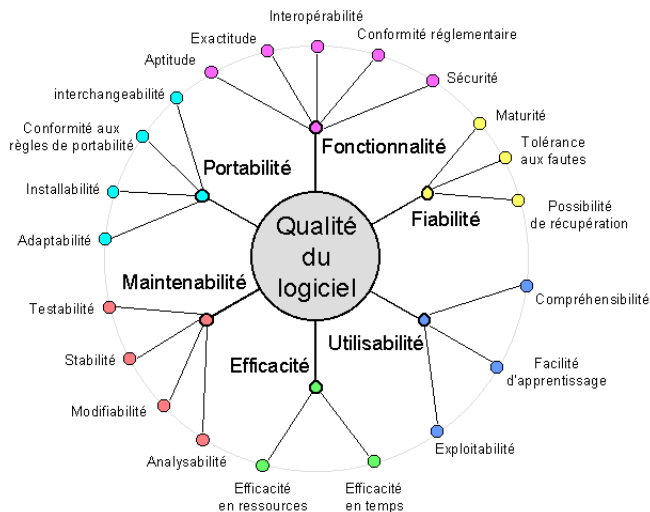 Interopérabilité
Exactitude
Conformité réglementaire
Aptitude
Sécurité
interchangeabilité
Maturité
Conformité aux
règles de portabilité
Fonctionnalité
Tolérance
aux fautes
Portabilité
Installabilité
Fiabilité
Possibilité
de récupération
Qualité
du
logiciel
Adaptabilité
Maintenabilité
Compréhensibilité
Testabilité
Utilisabilité
Stabilité
Efficacité
Facilité
d'apprentissage
Modifiabilité
Exploitabilité
Analysabilité
Efficacité
en ressources
Efficacité
en temps